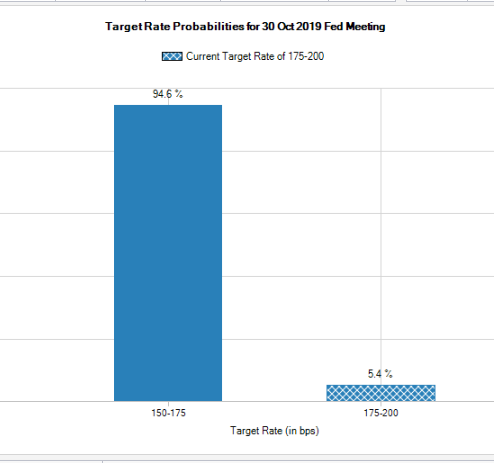 Target Rate Probabilities for 30 Oct 2019 Fed Meeting
Current Target Rate of 175-200
94.6 %
5.4 %
150-175
175-200
Target Rate (in bps)